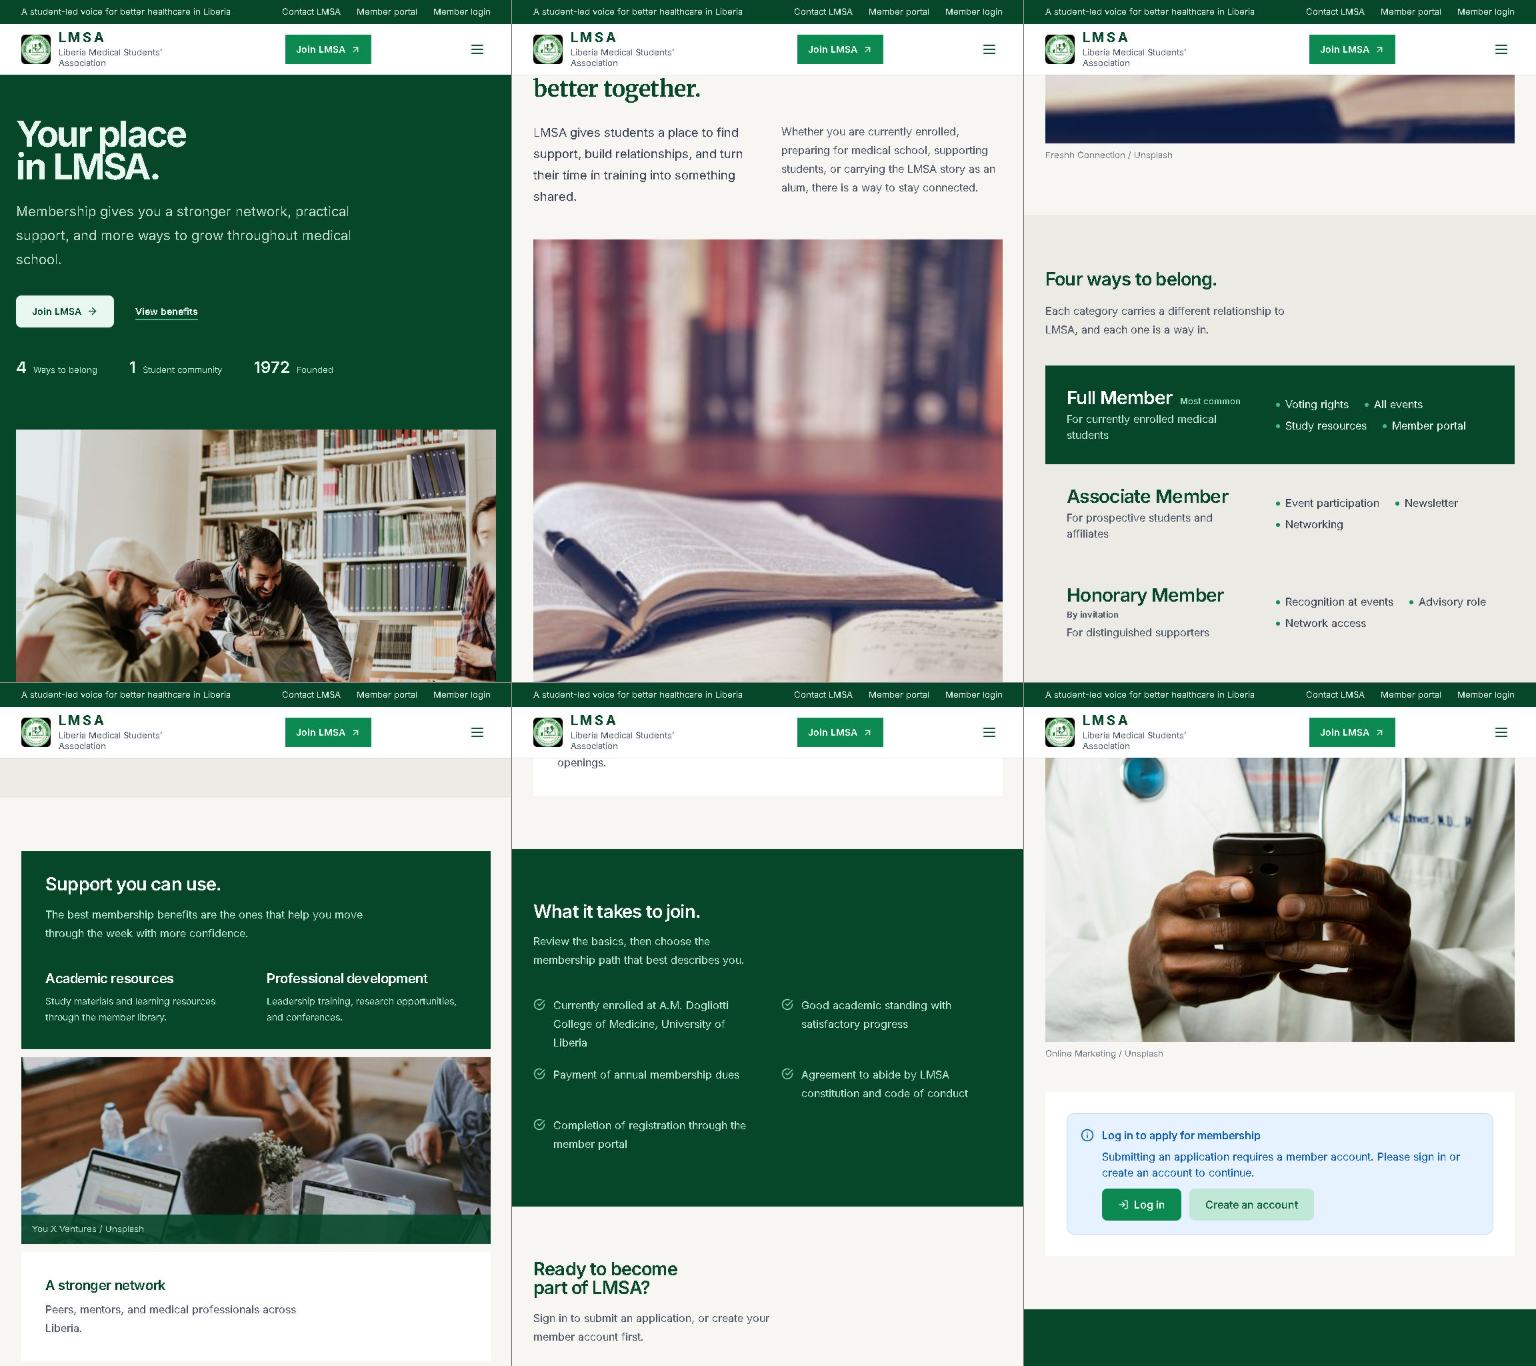 A student-led voice for better healthcare in Liberia Contact LMSA Member portal Member login
LMSA
Liberia Medical Students'
Association
Join LMSA
Your place
in LMSA.
Membership gives you a stronger network, practical
support, and more ways to grow throughout medical
school.
Join LMSA
View benefits
4 Ways to belong 1 Student community 1972 Founded
A student-led voice for better healthcare in Liberia Contact LMSA Member portal Member login
LMSA
Liberia Medical Students'
Association
Join LMSA
better together.
LMSA gives students a place to find
support, build relationships, and turn
their time in training into something
shared.
Whether you are currently enrolled,
preparing for medical school, supporting
students, or carrying the LMSA story as an
alum, there is a way to stay connected.
A student-led voice for better healthcare in Liberia Contact LMSA Member portal Member login
LMSA
Liberia Medical Students'
Association
Join LMSA
Freshh Connection / Unsplash
Four ways to belong.
Each category carries a different relationship to
LMSA, and each one is a way in.
Full Member Most common
For currently enrolled medical
students
• Voting rights • All events
• Study resources • Member portal
Associate Member
For prospective students and
affiliates
• Event participation • Newsletter
• Networking
Honorary Member
By invitation
For distinguished supporters
• Recognition at events • Advisory role
• Network access
A student-led voice for better healthcare in Liberia Contact LMSA Member portal Member login
LMSA
Liberia Medical Students'
Association
Join LMSA
Support you can use.
The best membership benefits are the ones that help you move
through the week with more confidence.
Academic resources
Study materials and learning resources
through the member library.
Professional development
Leadership training, research opportunities,
and conferences.
You X Ventures / Unsplash
A stronger network
Peers, mentors, and medical professionals across
Liberia.
A student-led voice for better healthcare in Liberia Contact LMSA Member portal Member login
LMSA
Liberia Medical Students'
Association
Join LMSA
openings.
What it takes to join.
Review the basics, then choose the
membership path that best describes you.
Currently enrolled at A.M. Dogliotti
College of Medicine, University of
Liberia
Good academic standing with
satisfactory progress
Payment of annual membership dues
Agreement to abide by LMSA
constitution and code of conduct
Completion of registration through the
member portal
Ready to become
part of LMSA?
Sign in to submit an application, or create your
member account first.
A student-led voice for better healthcare in Liberia Contact LMSA Member portal Member login
LMSA
Liberia Medical Students'
Association
Join LMSA
Online Marketing / Unsplash
Log in to apply for membership
Submitting an application requires a member account. Please sign in or
create an account to continue.
Log in
Create an account